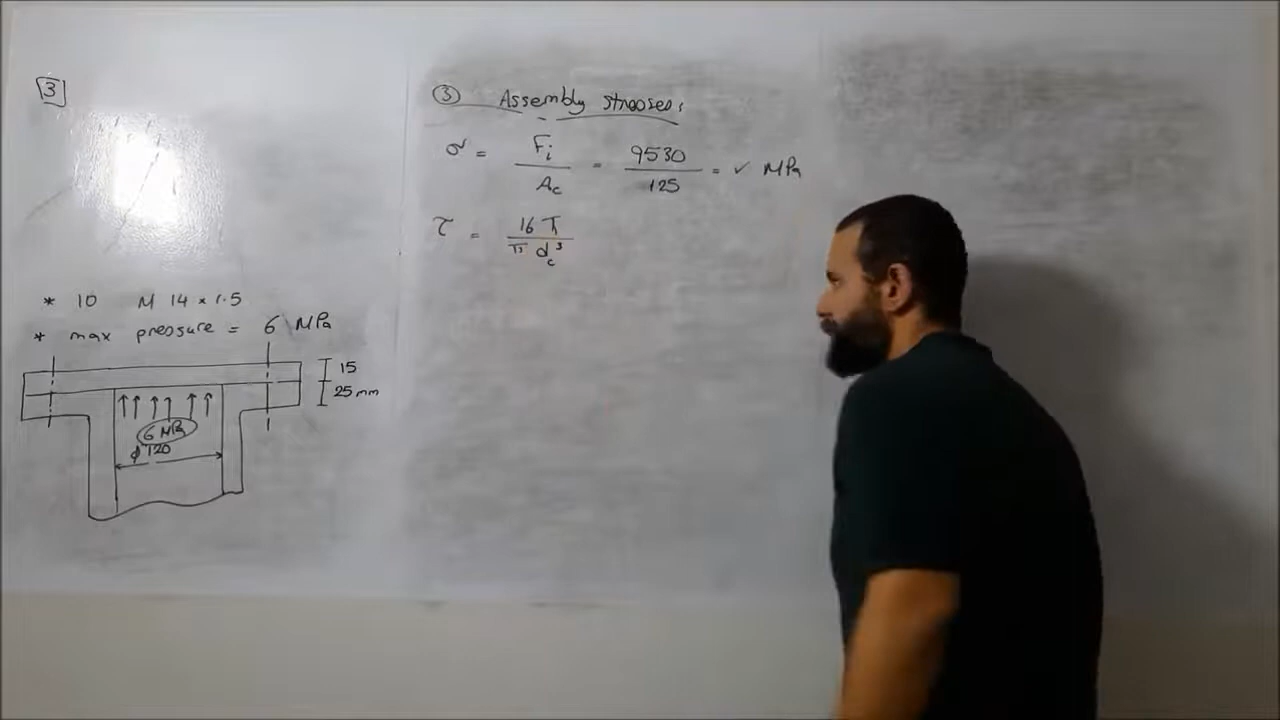 3
* 10 M 14 × 1.5
* max pressure = 6 MPa
15
25 mm
6 MPa
φ 120
③ Assembly stresses:
σ = Fi / Ac = 9530 / 125 = ✓ MPa
τ = 16 T1 / π dc³